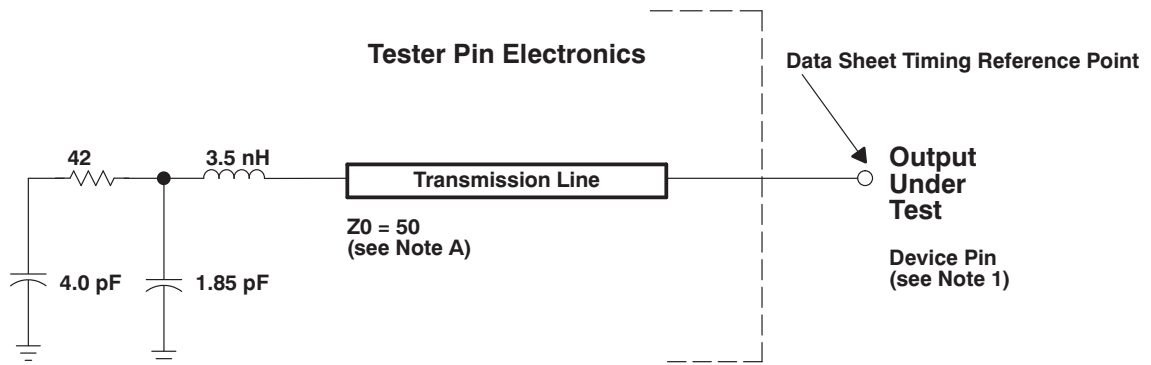 Tester Pin Electronics
Data Sheet Timing Reference Point
42
3.5 nH
Transmission Line
Output
Under
Test
Z0 = 50
(see Note A)
Device Pin
(see Note 1)
4.0 pF
1.85 pF